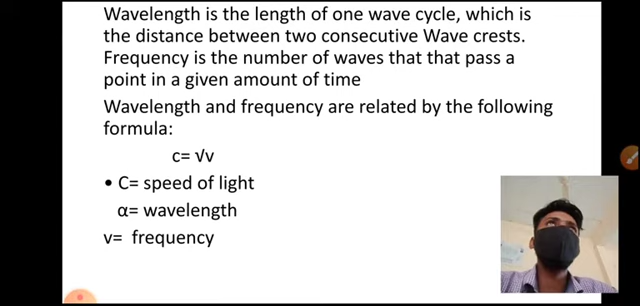 Wavelength is the length of one wave cycle, which is
the distance between two consecutive Wave crests.
Frequency is the number of waves that that pass a
point in a given amount of time
Wavelength and frequency are related by the following
formula:
c= √v
• C= speed of light
α= wavelength
v= frequency